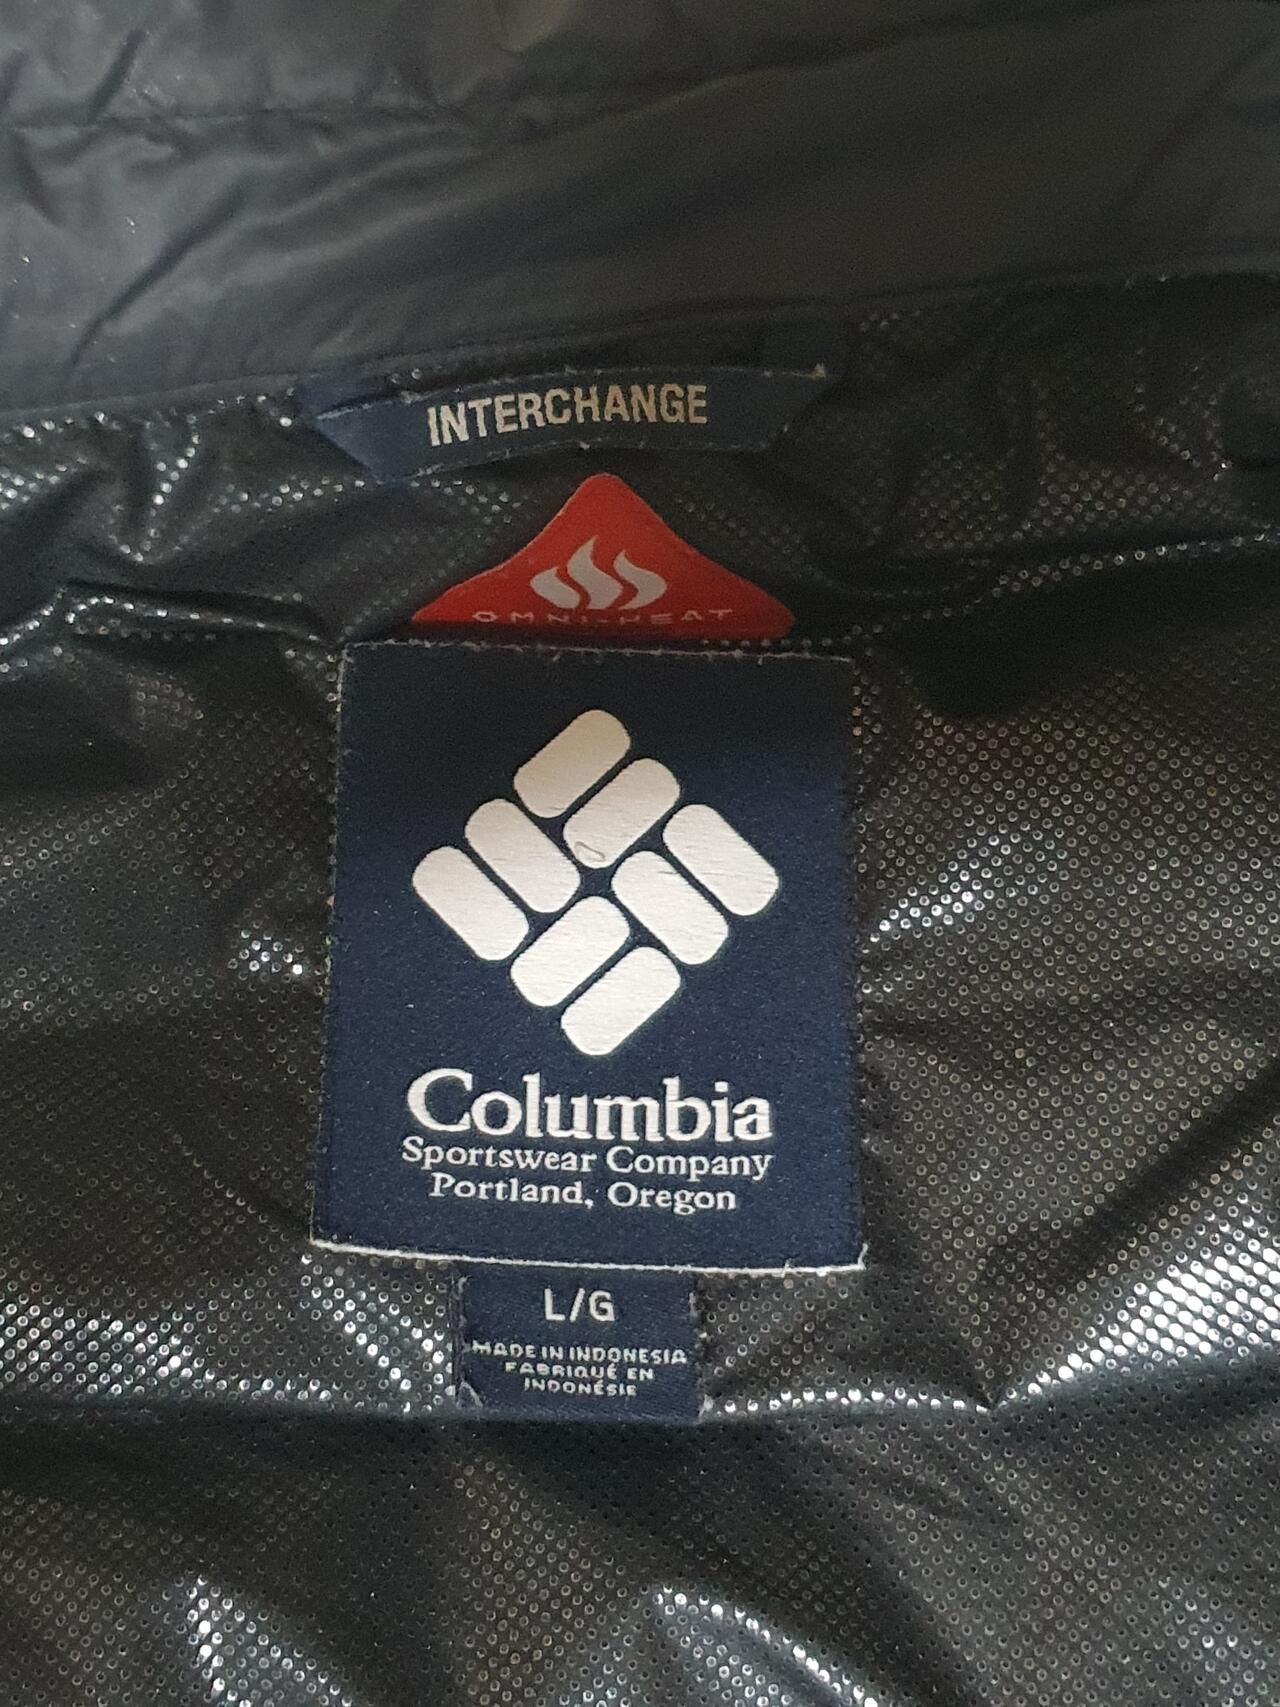 INTERCHANGE
OMNI-HEAT
Columbia
Sportswear Company
Portland, Oregon
L/G
MADE IN INDONESIA
FABRIQUÉ EN
INDONÉSIE